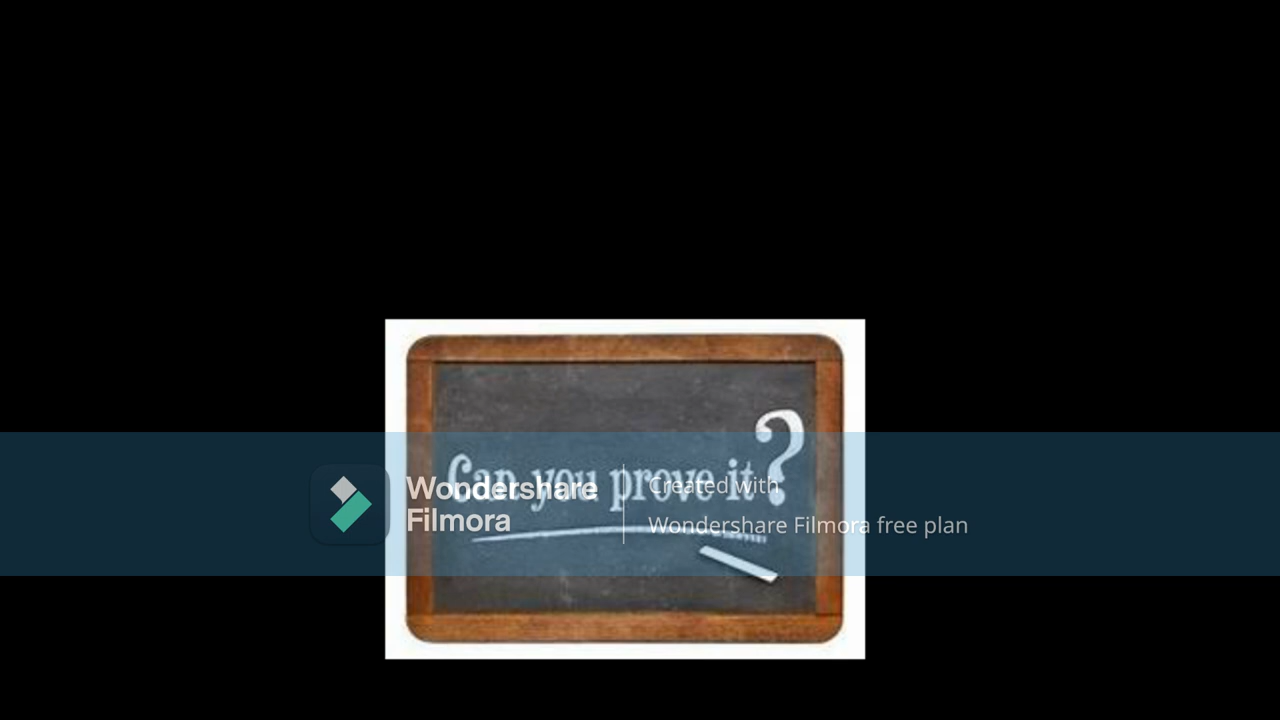 Can you prove it?
Wondershare
Filmora
Created with
Wondershare Filmora free plan